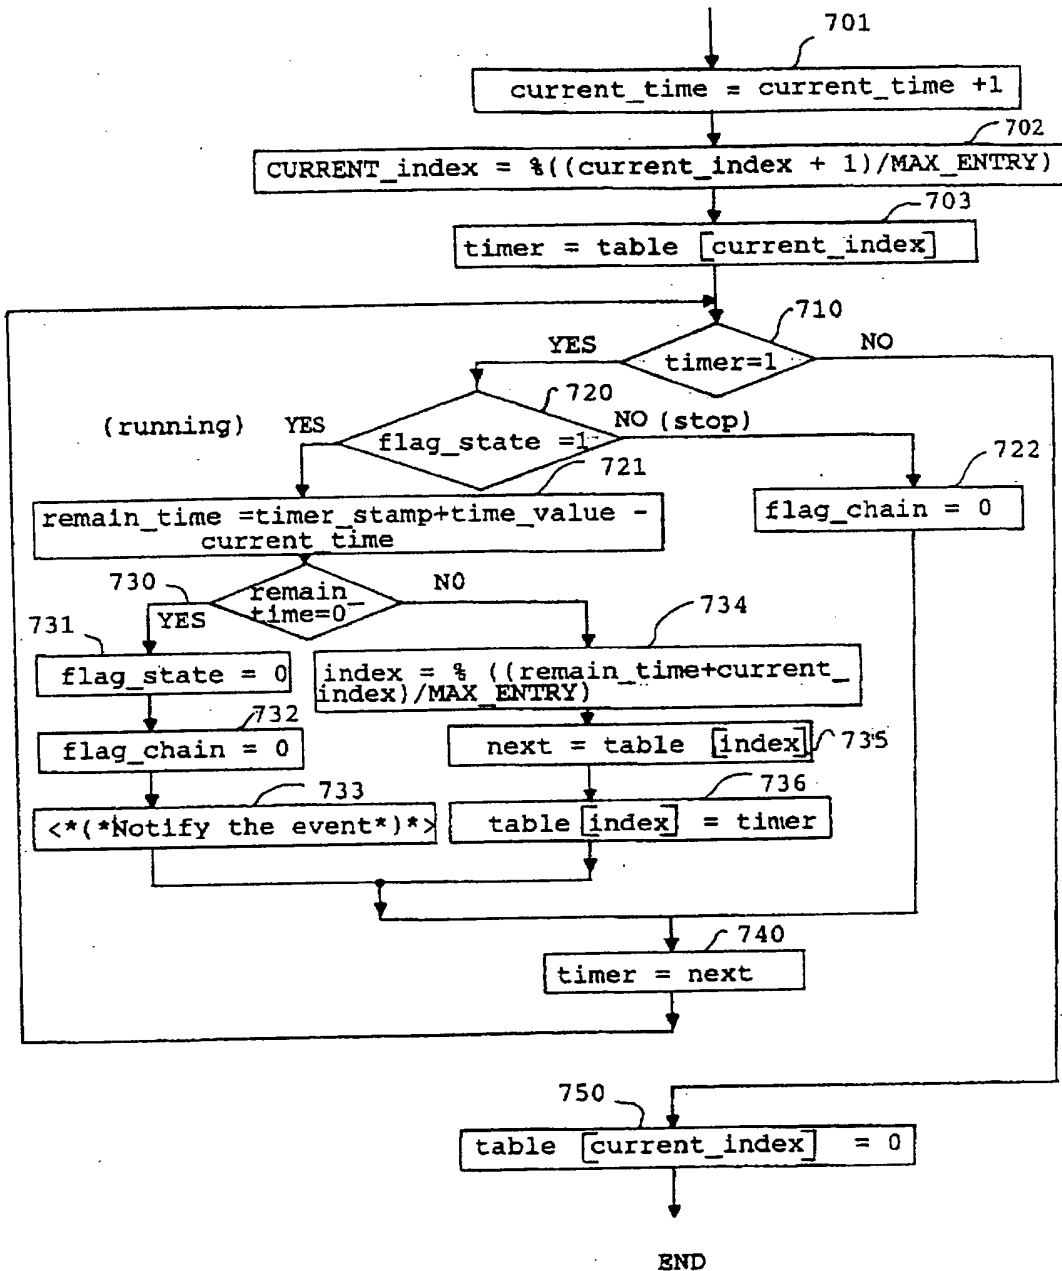 701
current_time = current_time +1
702
CURRENT_index = %((current_index + 1)/MAX_ENTRY)
703
timer = table [current_index]
710
YES
timer=1
NO
720
(running) YES
flag_state =1
NO (stop)
721
722
remain_time =timer_stamp+time_value -
current_time
flag_chain = 0
730
remain_
time=0
NO
YES
731
734
flag_state = 0
index = % ((remain_time+current_
index)/MAX_ENTRY)
732
flag_chain = 0
next = table [index]
735
733
736
<*(*Notify the event*)*>
table [index] = timer
740
timer = next
750
table [current_index] = 0
END